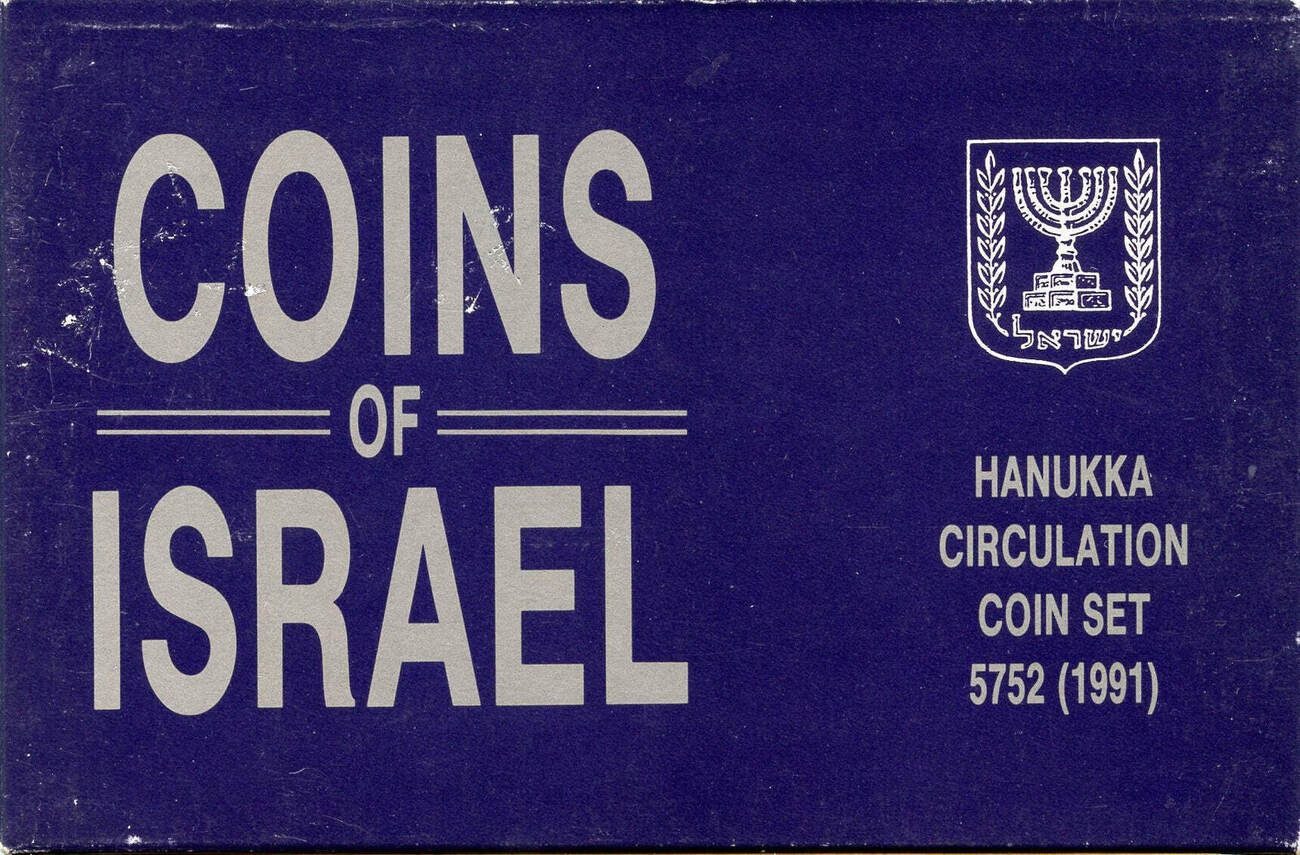 COINS
OF
ISRAEL
ישראל
HANUKKA
CIRCULATION
COIN SET
5752 (1991)